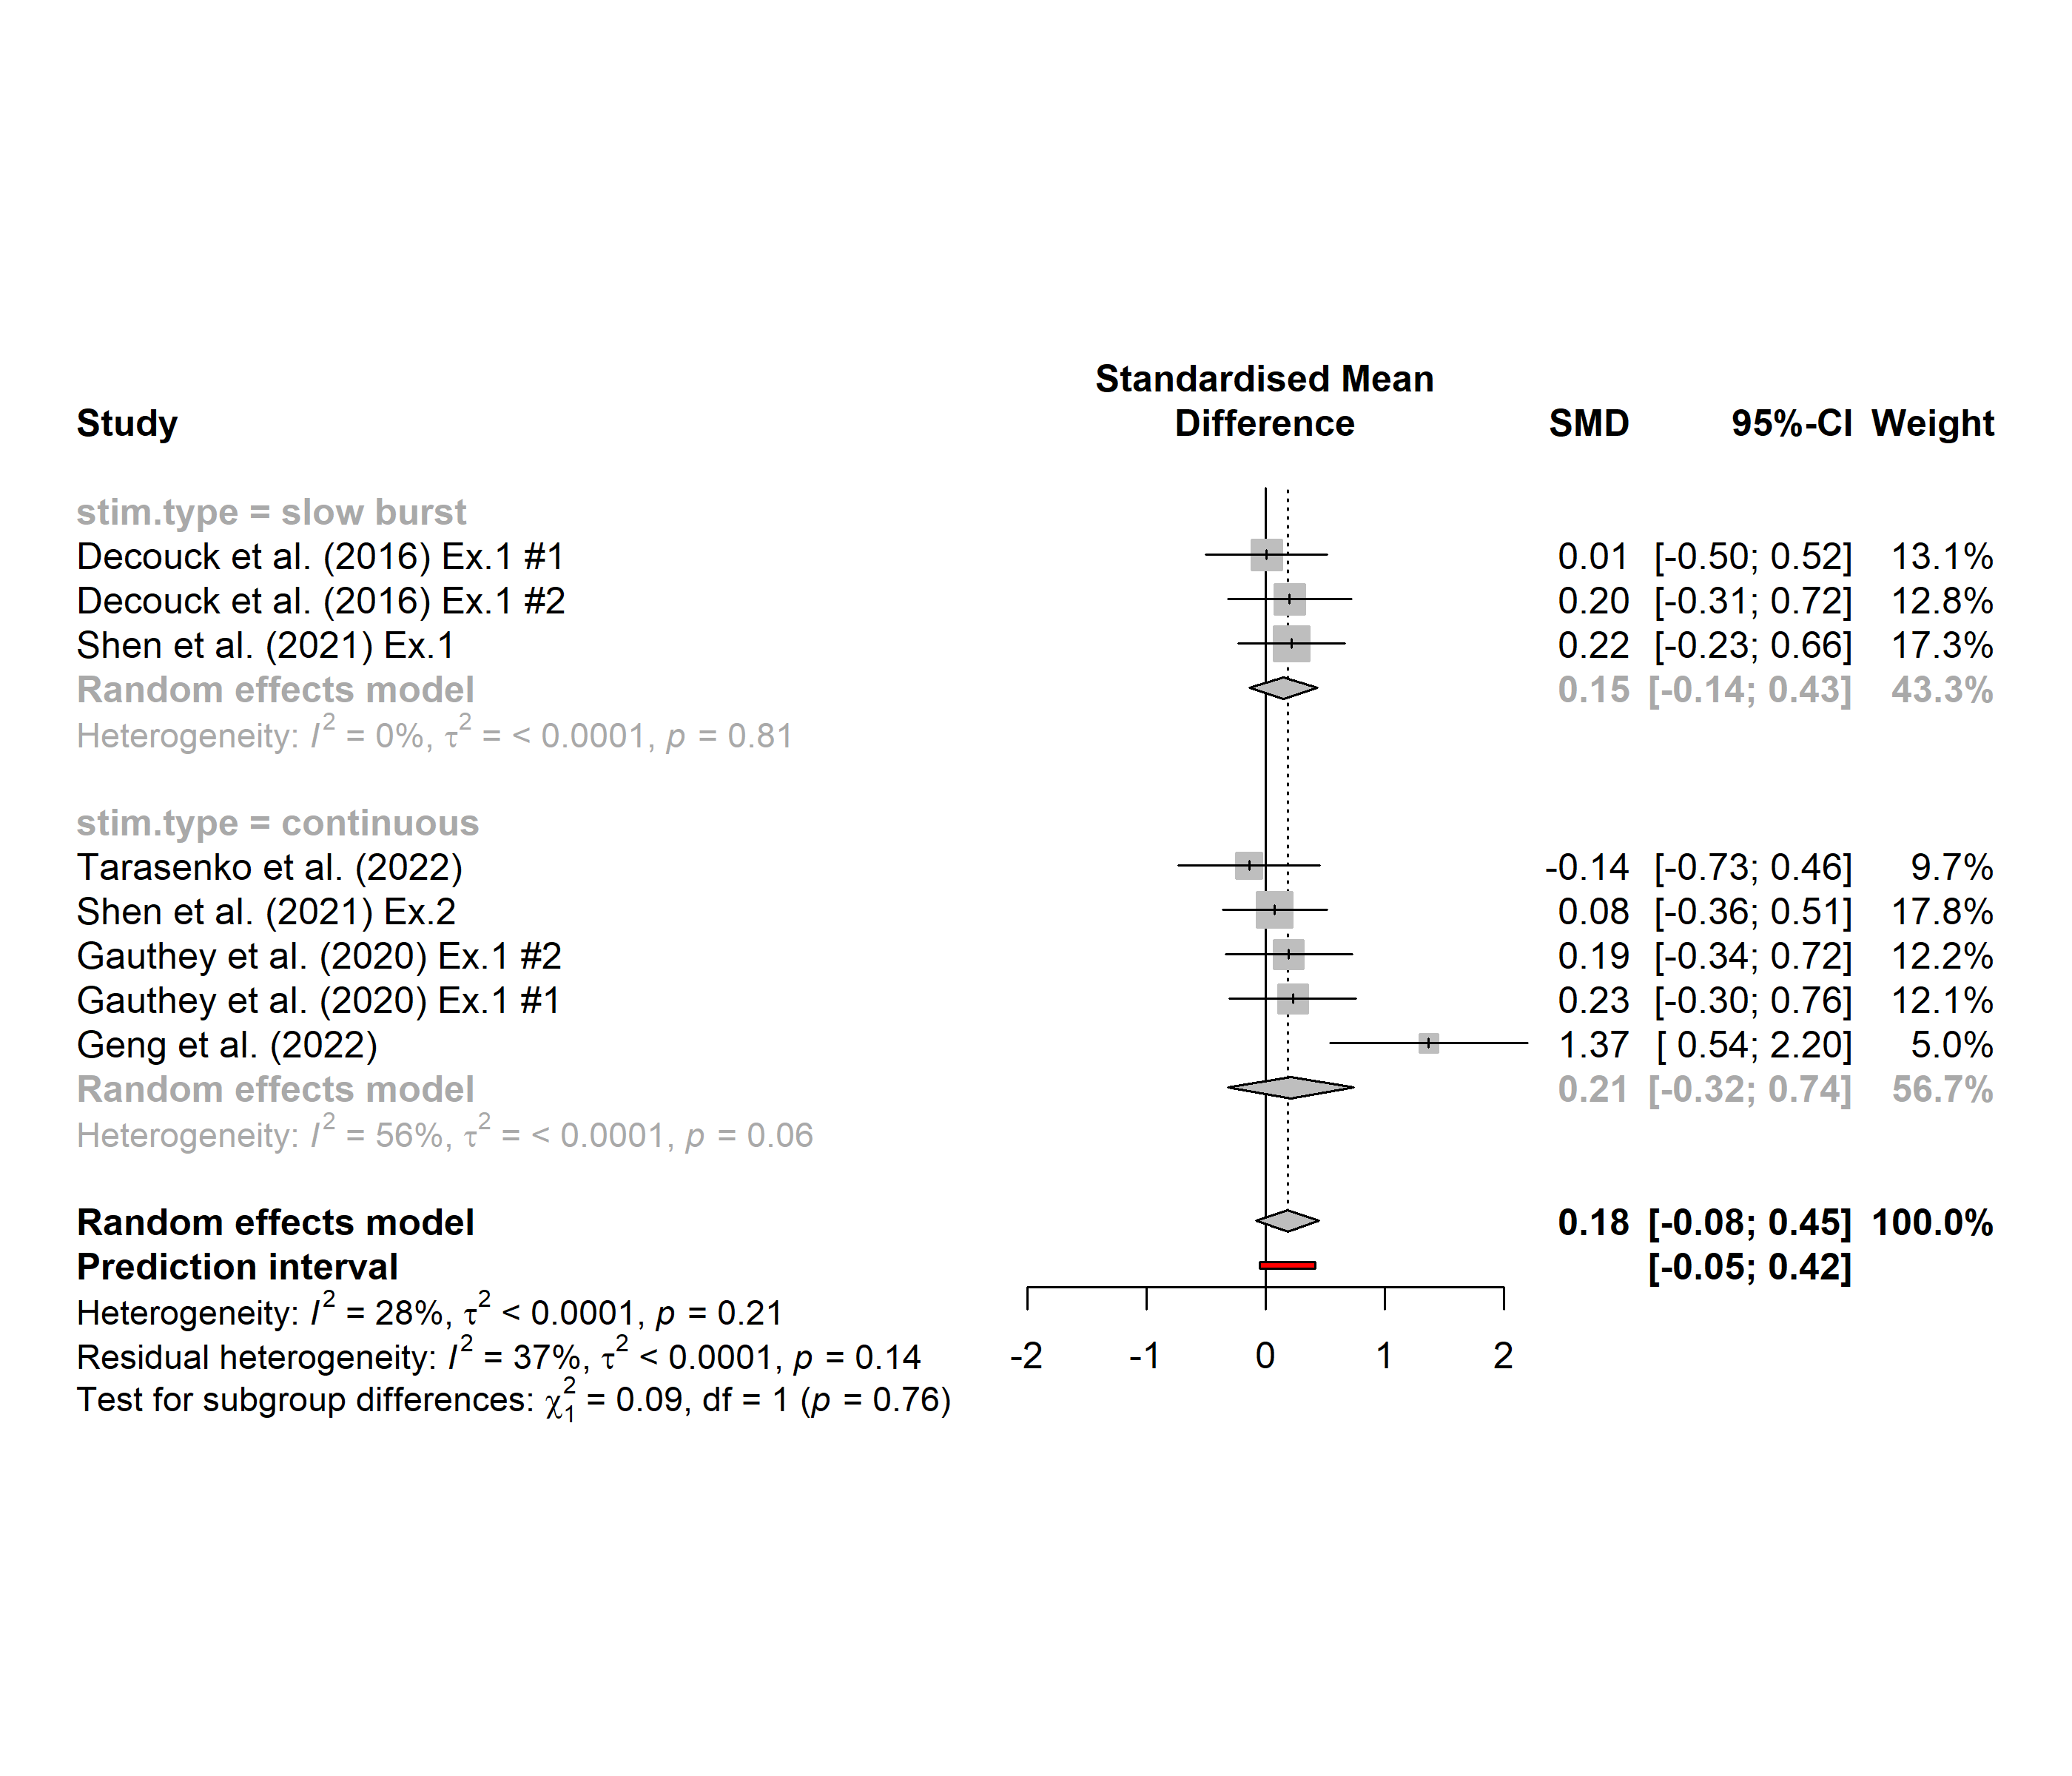 Standardised Mean
Study Difference SMD 95%-CI Weight
stim.type = slow burst
Decouck et al. (2016) Ex.1 #1 0.01 [-0.50; 0.52] 13.1%
Decouck et al. (2016) Ex.1 #2 0.20 [-0.31; 0.72] 12.8%
Shen et al. (2021) Ex.1 0.22 [-0.23; 0.66] 17.3%
Random effects model 0.15 [-0.14; 0.43] 43.3%
Heterogeneity: I² = 0%, τ² = < 0.0001, p = 0.81
stim.type = continuous
Tarasenko et al. (2022) -0.14 [-0.73; 0.46] 9.7%
Shen et al. (2021) Ex.2 0.08 [-0.36; 0.51] 17.8%
Gauthey et al. (2020) Ex.1 #2 0.19 [-0.34; 0.72] 12.2%
Gauthey et al. (2020) Ex.1 #1 0.23 [-0.30; 0.76] 12.1%
Geng et al. (2022) 1.37 [ 0.54; 2.20] 5.0%
Random effects model 0.21 [-0.32; 0.74] 56.7%
Heterogeneity: I² = 56%, τ² = < 0.0001, p = 0.06
Random effects model 0.18 [-0.08; 0.45] 100.0%
Prediction interval [-0.05; 0.42]
Heterogeneity: I² = 28%, τ² < 0.0001, p = 0.21
Residual heterogeneity: I² = 37%, τ² < 0.0001, p = 0.14
-2 -1 0 1 2
Test for subgroup differences: χ²₁ = 0.09, df = 1 (p = 0.76)